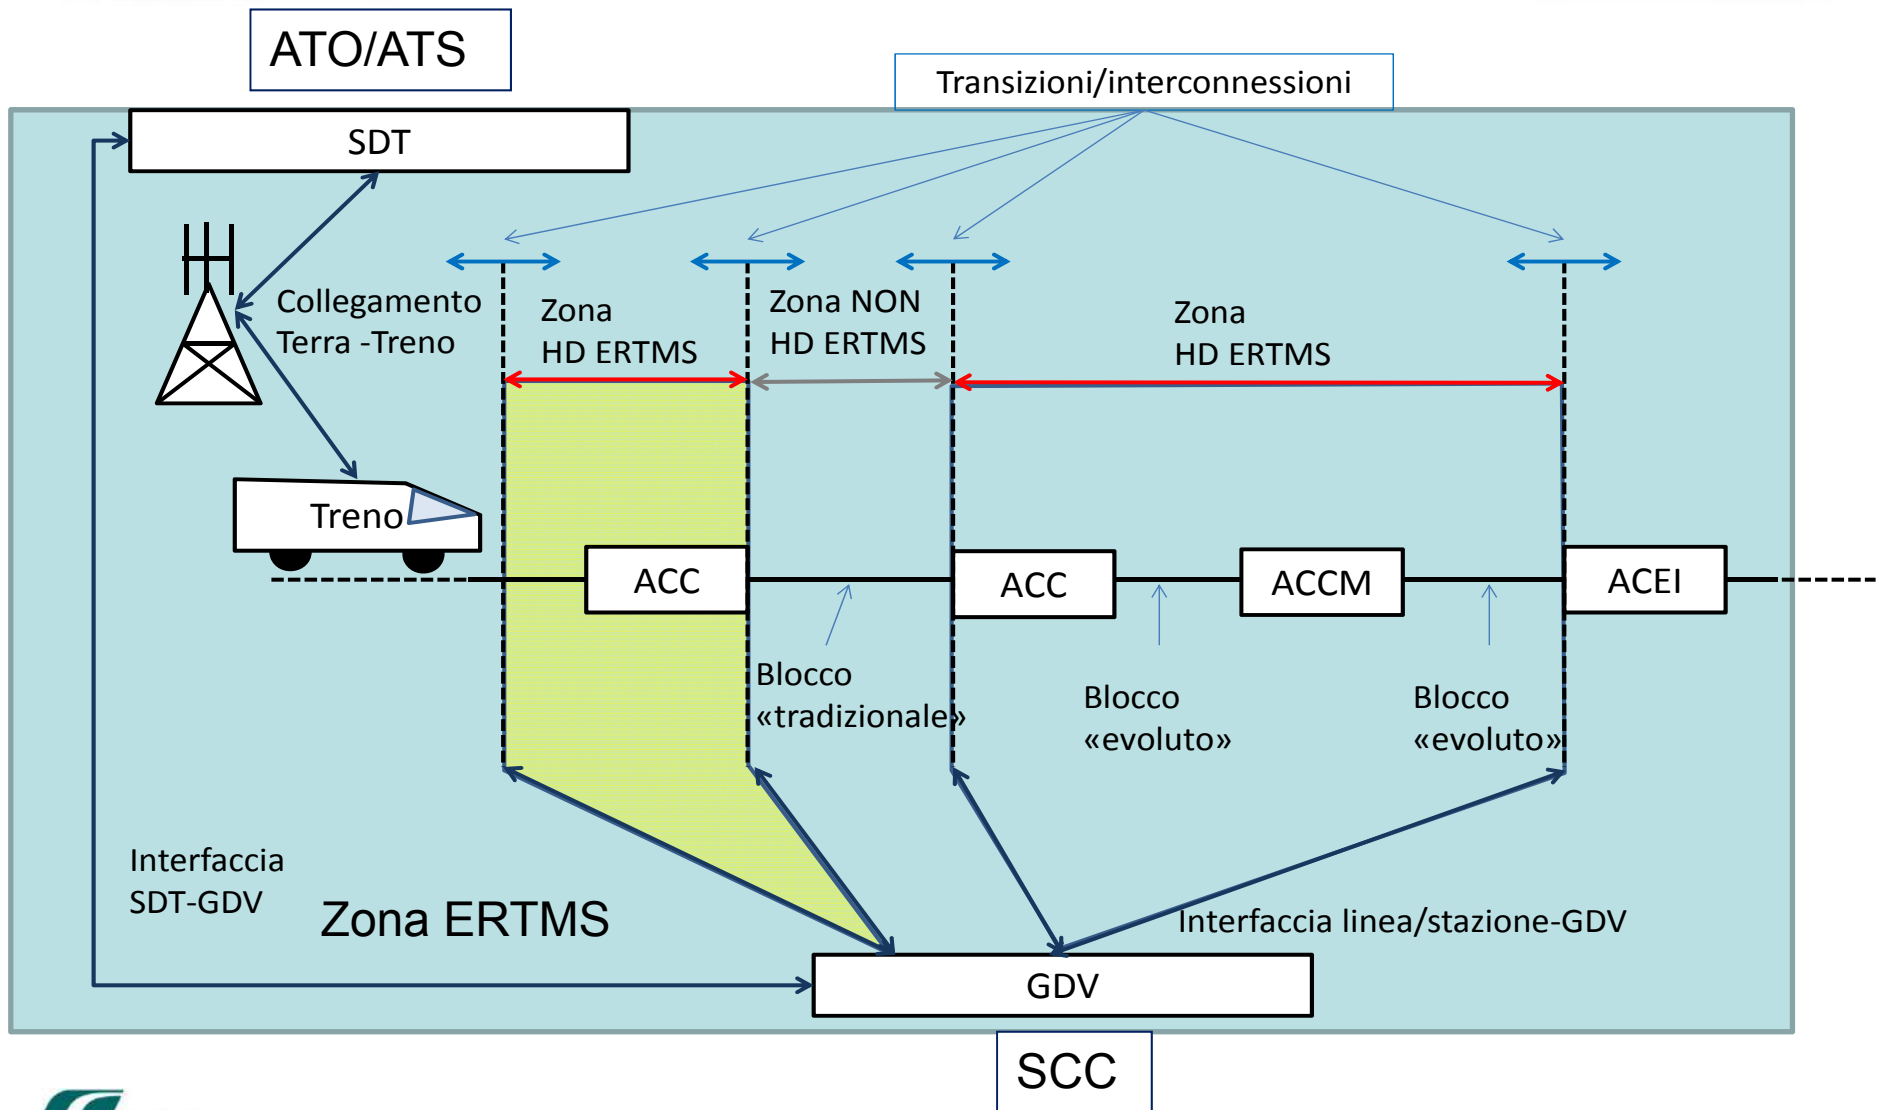 ATO/ATS
Transizioni/interconnessioni
SDT
Collegamento
Terra -Treno
Zona
HD ERTMS
Zona NON
HD ERTMS
Zona
HD ERTMS
Treno
ACC
ACC
ACCM
ACEI
Blocco
«tradizionale»
Blocco
«evoluto»
Blocco
«evoluto»
Interfaccia
SDT-GDV
Zona ERTMS
Interfaccia linea/stazione-GDV
GDV
SCC